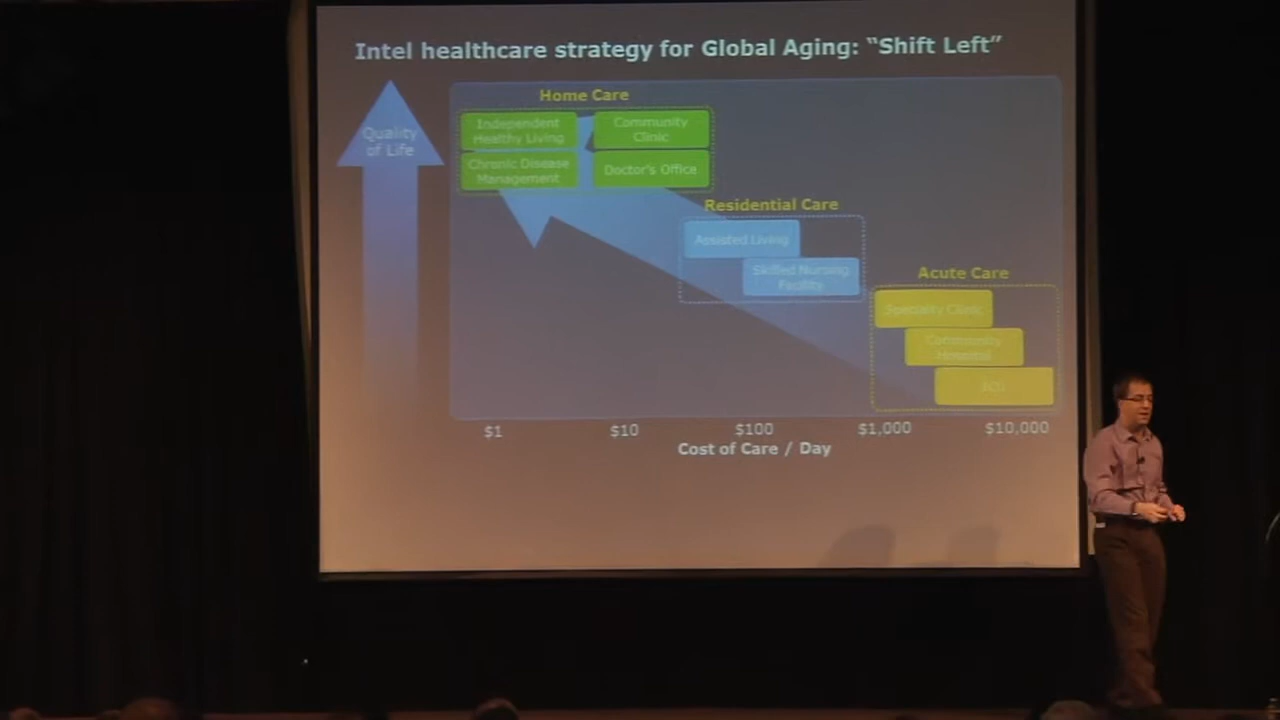 Intel healthcare strategy for Global Aging: “Shift Left”
Quality
of Life
Home Care
Independent
Healthy Living
Community
Clinic
Chronic Disease
Management
Doctor's Office
Residential Care
Assisted Living
Skilled Nursing
Facility
Acute Care
Specialty Clinic
Community
Hospital
ICU
$1
$10
$100
$1,000
$10,000
Cost of Care / Day